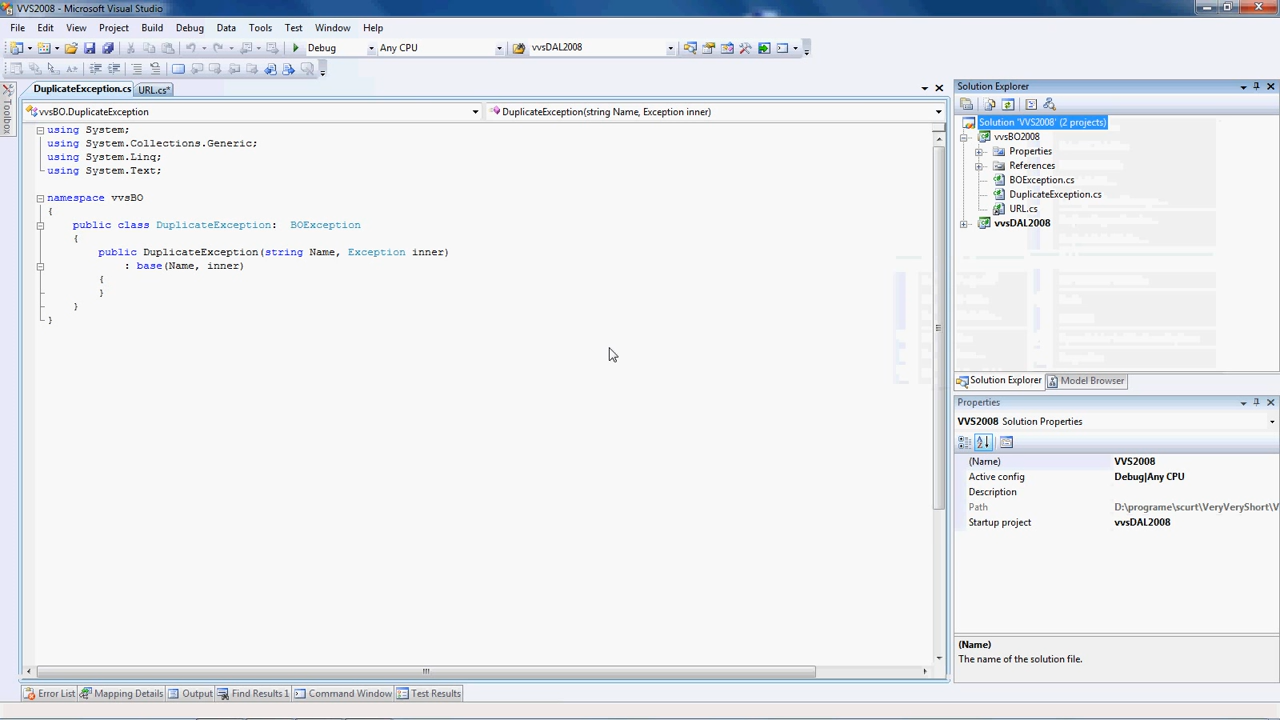 VVS2008 - Microsoft Visual Studio
File Edit View Project Build Debug Data Tools Test Window Help
Debug Any CPU vvsDAL2008
DuplicateException.cs URL.cs*
Toolbox
vvsBO.DuplicateException DuplicateException(string Name, Exception inner)
using System;
using System.Collections.Generic;
using System.Linq;
using System.Text;
namespace vvsBO
{
public class DuplicateException: BOException
{
public DuplicateException(string Name, Exception inner)
: base(Name, inner)
{
}
}
}
Solution Explorer
Solution 'VVS2008' (2 projects)
vvsBO2008
Properties
References
BOException.cs
DuplicateException.cs
URL.cs
vvsDAL2008
Solution Explorer Model Browser
Properties
VVS2008 Solution Properties
(Name) VVS2008
Active config Debug|Any CPU
Description
Path D:\programe\scurt\VeryVeryShort\V
Startup project vvsDAL2008
(Name)
The name of the solution file.
Error List Mapping Details Output Find Results 1 Command Window Test Results